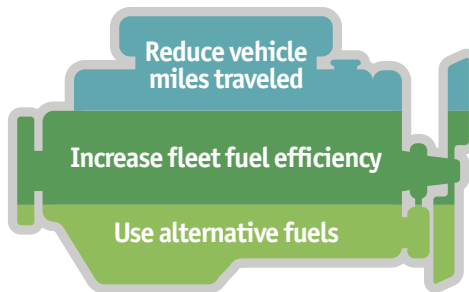 Reduce vehicle
miles traveled
Increase fleet fuel efficiency
Use alternative fuels